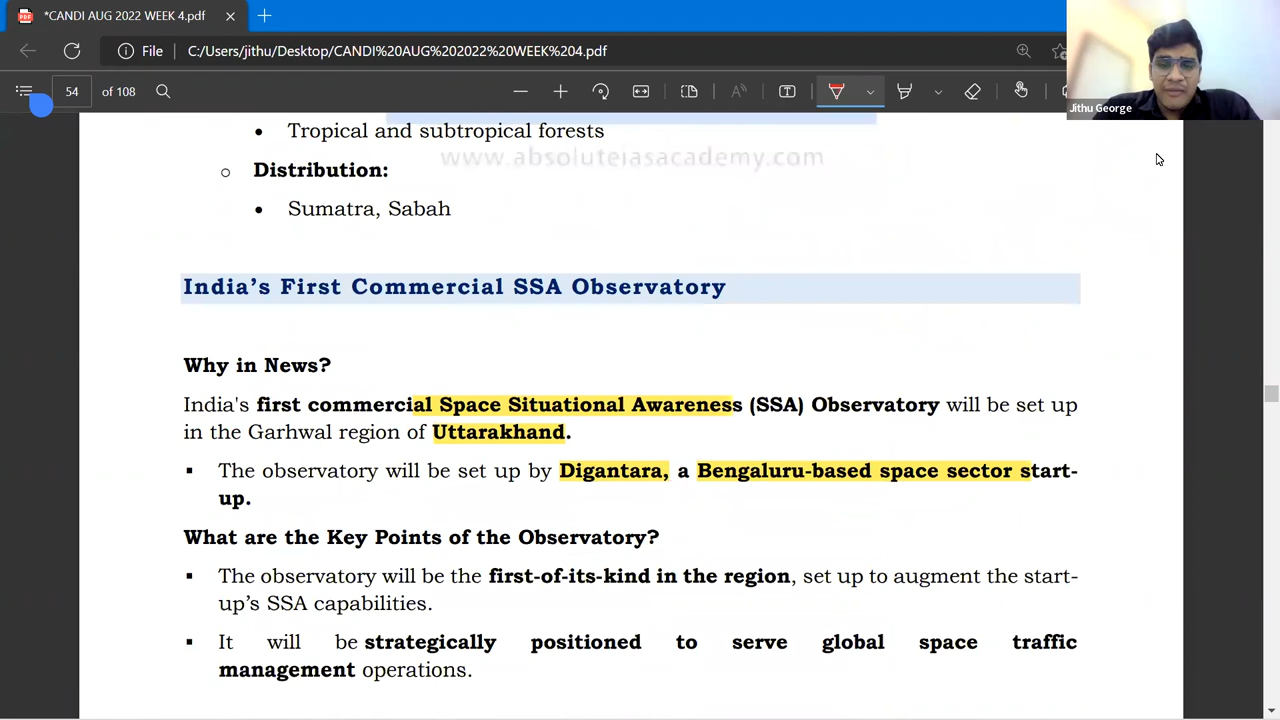 *CANDI AUG 2022 WEEK 4.pdf
File
C:/Users/jithu/Desktop/CANDI%20AUG%202022%20WEEK%204.pdf
54 of 108
Jithu George
• Tropical and subtropical forests
www.absoluteiasacademy.com
o Distribution:
• Sumatra, Sabah
India’s First Commercial SSA Observatory
Why in News?
India's first commercial Space Situational Awareness (SSA) Observatory will be set up
in the Garhwal region of Uttarakhand.
▪ The observatory will be set up by Digantara, a Bengaluru-based space sector start-
up.
What are the Key Points of the Observatory?
▪ The observatory will be the first-of-its-kind in the region, set up to augment the start-
up’s SSA capabilities.
▪ It will be strategically positioned to serve global space traffic
management operations.